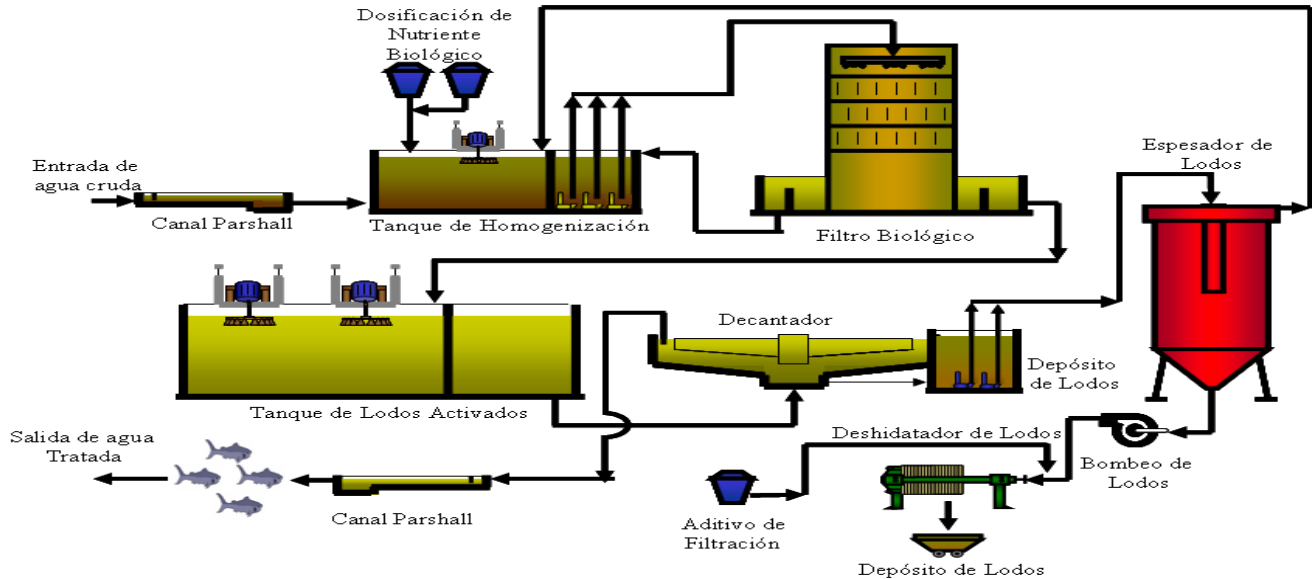 Dosificación de
Nutriente
Biológico
Entrada de
agua cruda
Canal Parshall
Tanque de Homogenización
Filtro Biológico
Espesador de
Lodos
Tanque de Lodos Activados
Decantador
Depósito
de Lodos
Salida de agua
Tratada
Canal Parshall
Aditivo de
Filtración
Deshidatador de Lodos
Bombeo de
Lodos
Depósito de Lodos